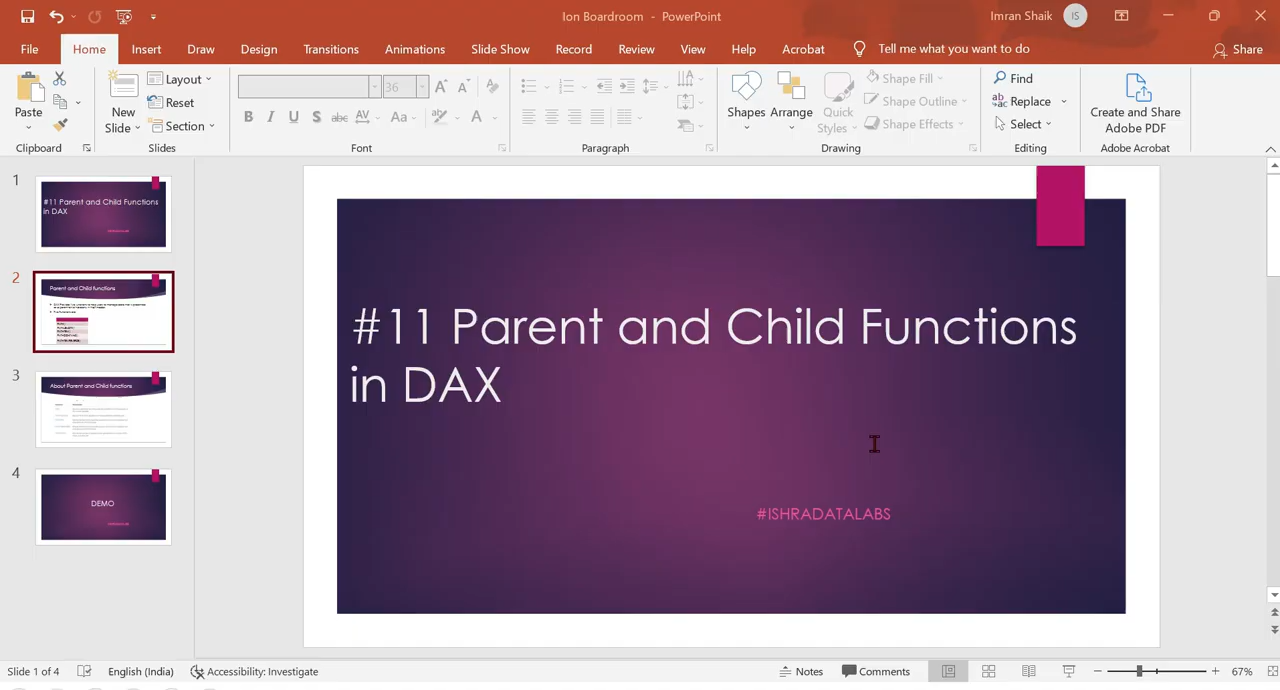 Ion Boardroom - PowerPoint
Imran Shaik
IS
File Home Insert Draw Design Transitions Animations Slide Show Record Review View Help Acrobat Tell me what you want to do Share
Paste
Clipboard
New
Slide
Layout
Reset
Section
Slides
36
B I U S abc AV Aa A
Font
Paragraph
Shapes
Arrange
Quick
Styles
Shape Fill
Shape Outline
Shape Effects
Drawing
Find
Replace
Select
Editing
Create and Share
Adobe PDF
Adobe Acrobat
1
#11 Parent and Child Functions
in DAX
2
Parent and Child functions
3
About Parent and Child functions
4
DEMO
#11 Parent and Child Functions
in DAX
#ISHRADATALABS
Slide 1 of 4
English (India)
Accessibility: Investigate
Notes
Comments
67%